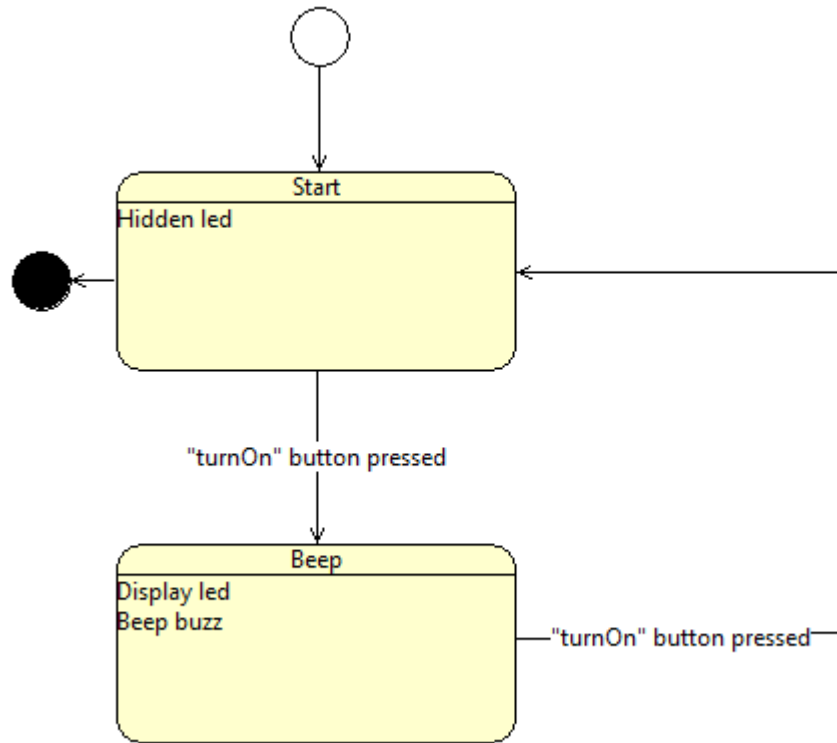 Start
Hidden led
"turnOn" button pressed
Beep
Display led
Beep buzz
"turnOn" button pressed